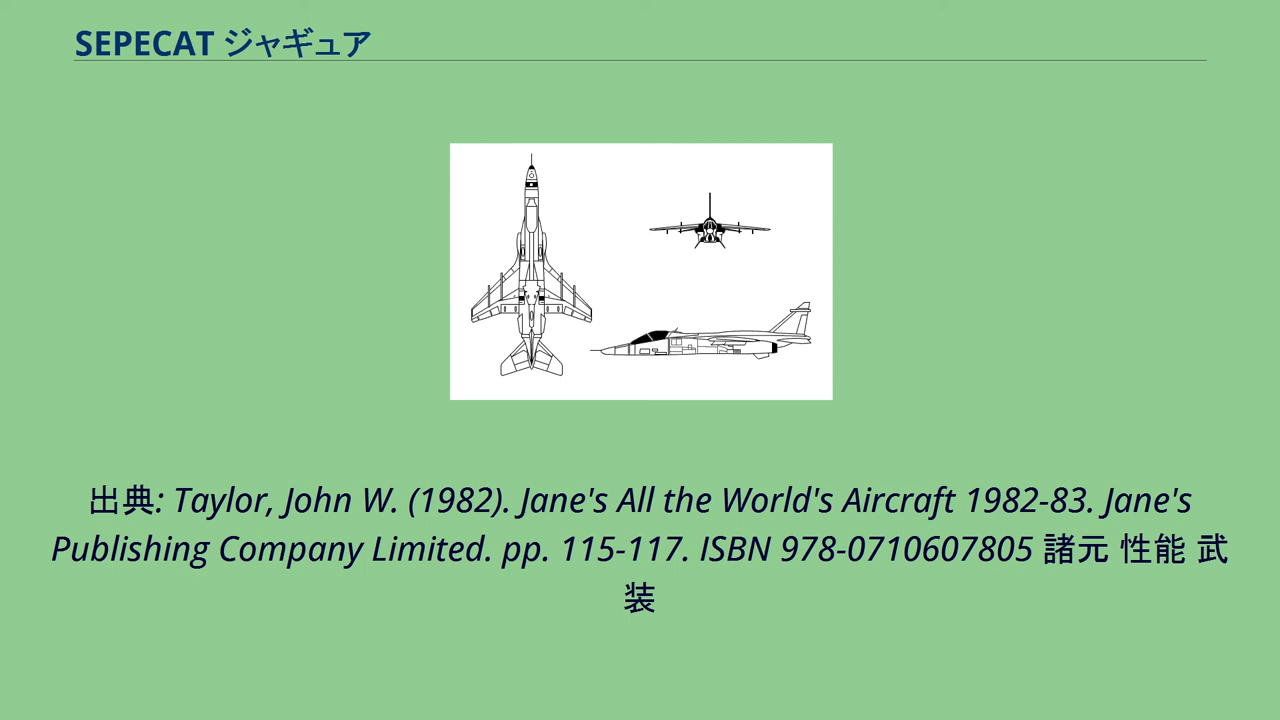 SEPECAT ジャギュア
出典: Taylor, John W. (1982). Jane's All the World's Aircraft 1982-83. Jane's
Publishing Company Limited. pp. 115-117. ISBN 978-0710607805 諸元 性能 武
装